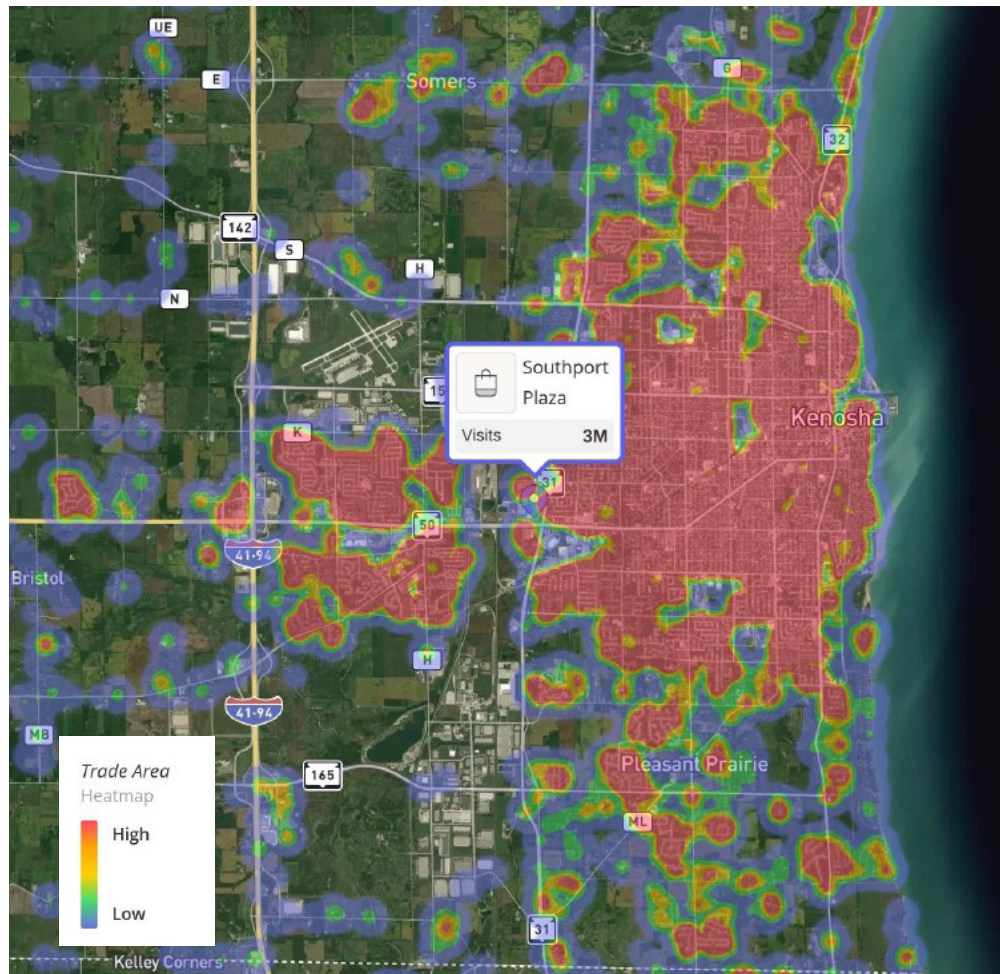 UE
E
Somers
G
32
142
S
H
N
Southport
Plaza
Visits 3M
K
31
Kenosha
50
41-94
Bristol
H
41-94
MB
165
Pleasant Prairie
ML
Trade Area
Heatmap
High
Low
31
Kelley Corners